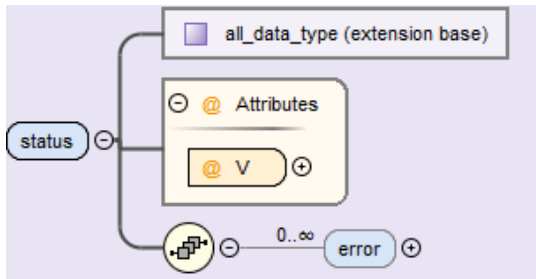 all_data_type (extension base)
@ Attributes
status
@ V
0..∞
error